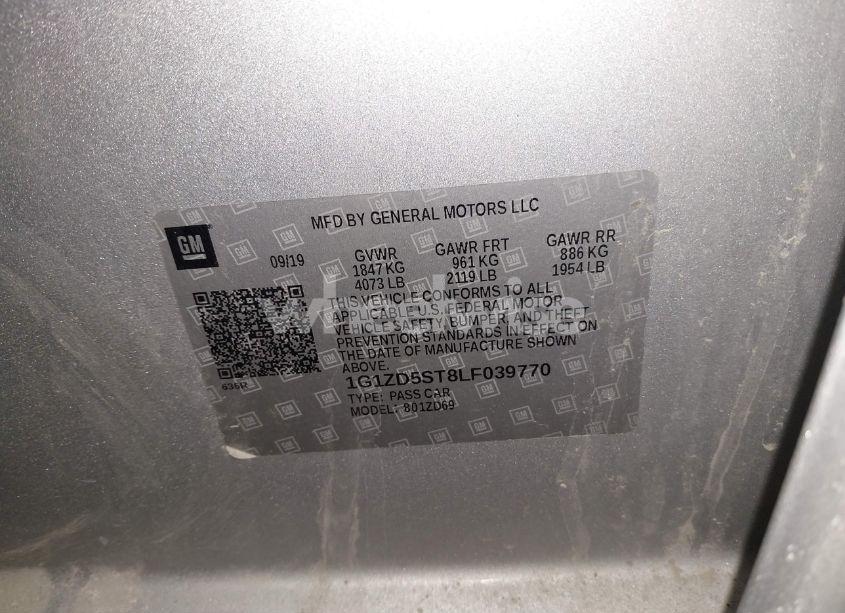 MFD BY GENERAL MOTORS LLC
GM
09/19
GVWR
1847 KG
4073 LB
GAWR FRT
961 KG
2119 LB
GAWR RR
886 KG
1954 LB
THIS VEHICLE CONFORMS TO ALL
APPLICABLE U.S. FEDERAL MOTOR
VEHICLE SAFETY, BUMPER, AND THEFT
PREVENTION STANDARDS IN EFFECT ON
THE DATE OF MANUFACTURE SHOWN
ABOVE.
1G1ZD5ST8LF039770
TYPE: PASS CAR
MODEL: 801ZD69
636R